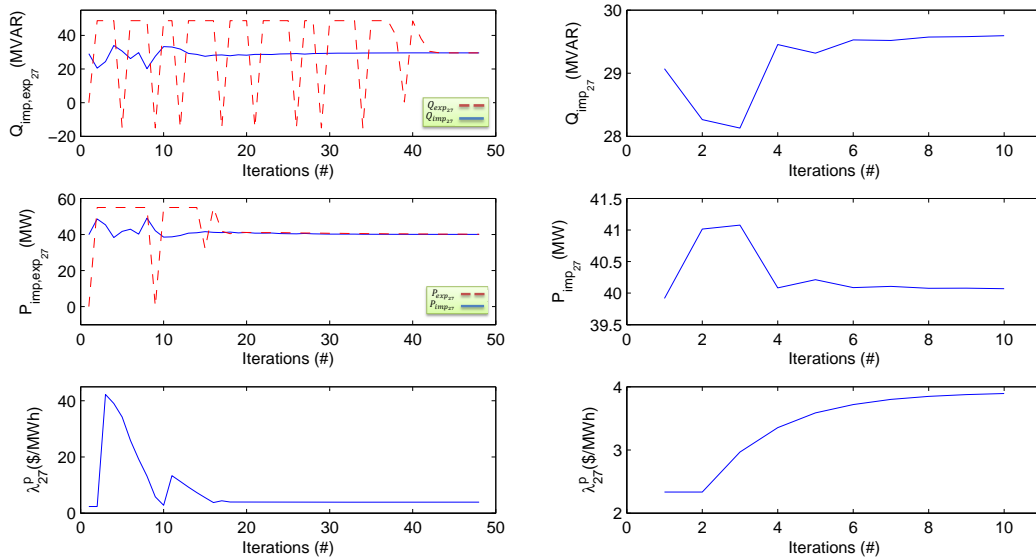 Q_imp,exp_27 (MVAR)
40
20
0
−20
0 10 20 30 40 50
Iterations (#)
Q_exp_27
Q_imp_27
Q_imp_27 (MVAR)
30
29
28
0 2 4 6 8 10
Iterations (#)
P_imp,exp_27 (MW)
60
40
20
0
0 10 20 30 40 50
Iterations (#)
P_exp_27
P_imp_27
P_imp_27 (MW)
41.5
41
40.5
40
39.5
0 2 4 6 8 10
Iterations (#)
λ_27^p ($/MWh)
40
20
0
0 10 20 30 40 50
Iterations (#)
λ_27^p ($/MWh)
4
3
2
0 2 4 6 8 10
Iterations (#)